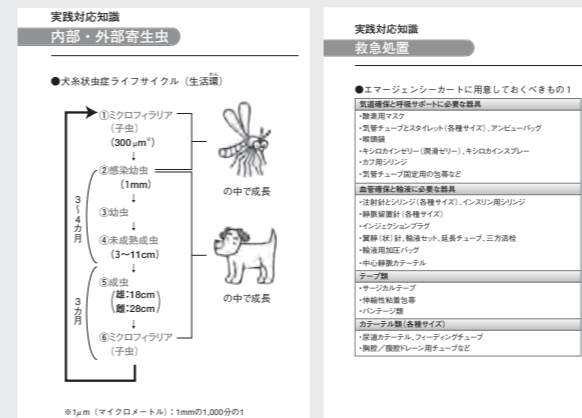 実践対応知識
内部・外部寄生虫
●犬糸状虫症ライフサイクル（生活環）
かん
①ミクロフィラリア
（子虫）
（300μm※）
↓
②感染幼虫
（1mm）
↓
③幼虫
↓
④未成熟成虫
（3〜11cm）
↓
⑤成虫
（雄:18cm
雌:28cm）
↓
⑥ミクロフィラリア
（子虫）
3〜4カ月
3カ月
の中で成長
の中で成長
※1μm（マイクロメートル）：1mmの1,000分の1
実践対応知識
救急処置
●エマージェンシーカートに用意しておくべきもの1
気道確保と呼吸サポートに必要な器具
・酸素用マスク
・気管チューブとスタイレット（各種サイズ）、アンビューバッグ
・喉頭鏡
・キシロカインゼリー（潤滑ゼリー）、キシロカインスプレー
・カフ用シリンジ
・気管チューブ固定用の包帯など
血管確保と輸液に必要な器具
・注射針とシリンジ（各種サイズ）、インスリン用シリンジ
・静脈留置針（各種サイズ）
・インジェクションプラグ
・翼静（状）針、輸液セット、延長チューブ、三方活栓
・輸液用加圧バッグ
・中心静脈カテーテル
テープ類
・サージカルテープ
・伸縮性粘着包帯
・バンテージ類
カテーテル類（各種サイズ）
・尿道カテーテル、フィーディングチューブ
・胸腔／腹腔ドレーン用チューブなど